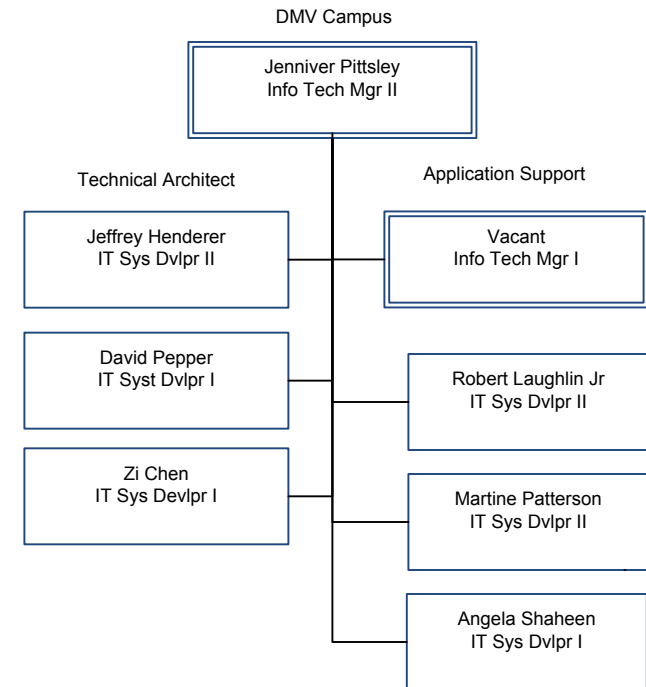 DMV Campus
Jenniver Pittsley
Info Tech Mgr II
Technical Architect
Application Support
Jeffrey Henderer
IT Sys Dvlpr II
Vacant
Info Tech Mgr I
David Pepper
IT Syst Dvlpr I
Robert Laughlin Jr
IT Sys Dvlpr II
Zi Chen
IT Sys Devlpr I
Martine Patterson
IT Sys Dvlpr II
Angela Shaheen
IT Sys Dvlpr I